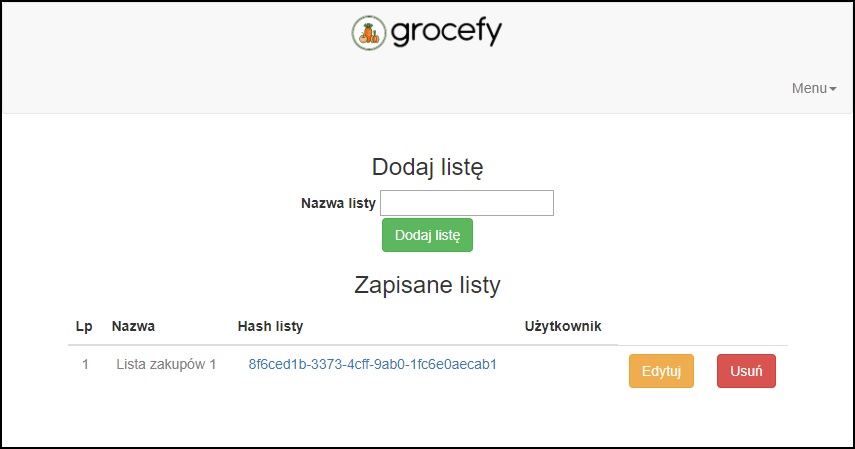 grocefy
Menu
Dodaj listę
Nazwa listy
Dodaj listę
Zapisane listy
Lp Nazwa Hash listy Użytkownik
1 Lista zakupów 1 8f6ced1b-3373-4cff-9ab0-1fc6e0aecab1 Edytuj Usuń